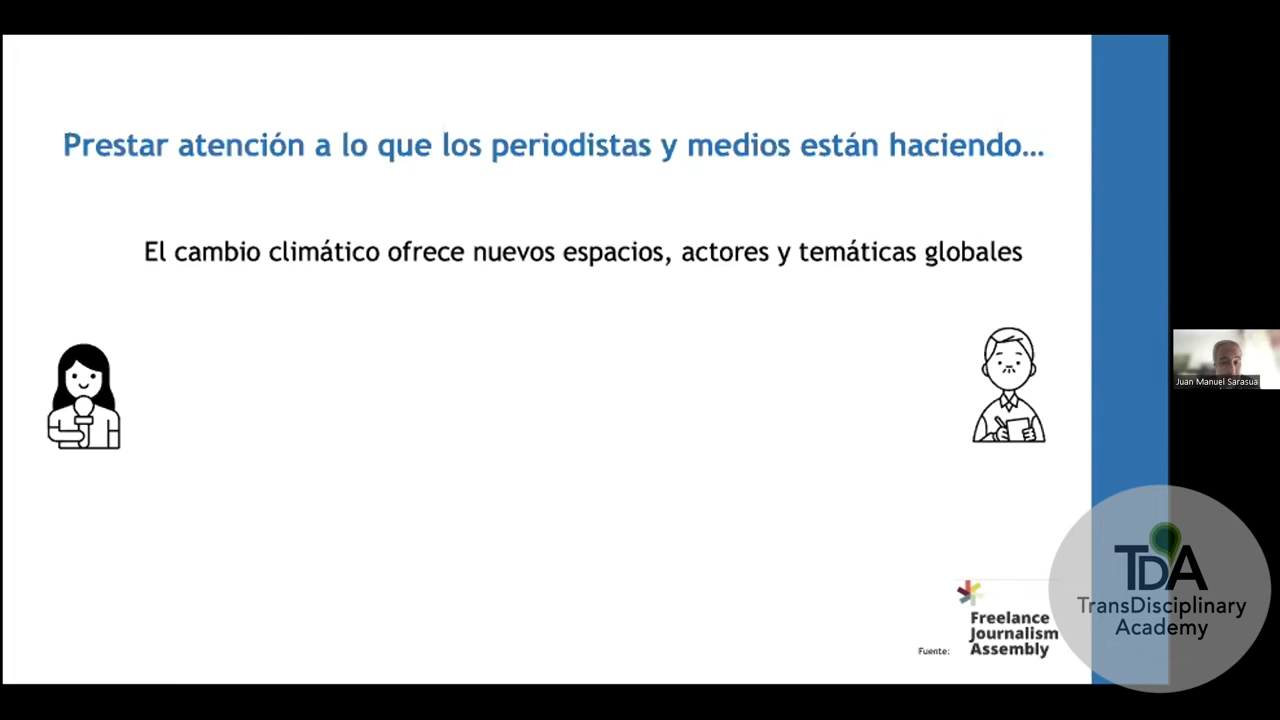 Prestar atención a lo que los periodistas y medios están haciendo…
El cambio climático ofrece nuevos espacios, actores y temáticas globales
Juan Manuel Sarasua
Fuente:
Freelance
Journalism
Assembly
TDA
TransDisciplinary
Academy